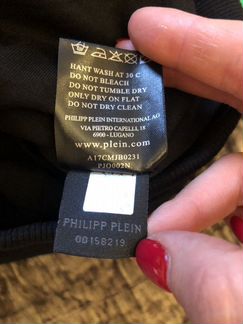 HANT WASH AT 30 C
DO NOT BLEACH
DO NOT TUMBLE DRY
ONLY DRY ON FLAT
DO NOT DRY CLEAN
PHILIPP PLEIN INTERNATIONAL AG
VIA PIETRO CAPELLI, 18
6900 - LUGANO
www.plein.com
A17CMJB0231
PJO002N
PHILIPP PLEIN
00158219